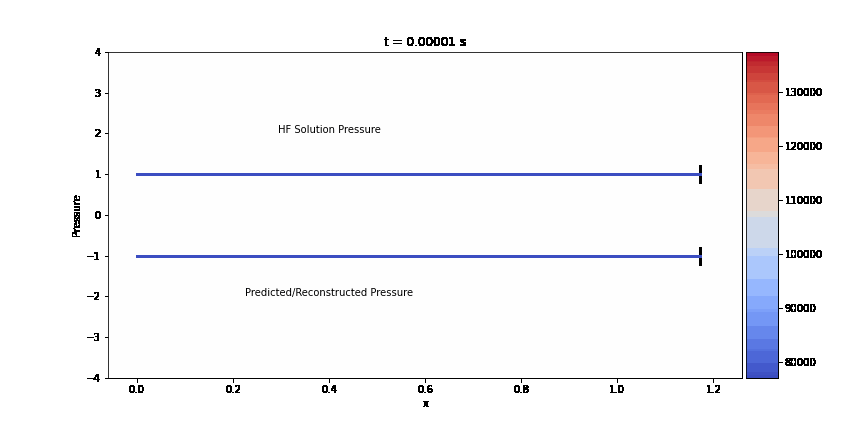 t = 0.00001 s
4
3
2
1
0
−1
−2
−3
−4
Pressure
HF Solution Pressure
Predicted/Reconstructed Pressure
0.0 0.2 0.4 0.6 0.8 1.0 1.2
x
130000
120000
110000
100000
90000
80000